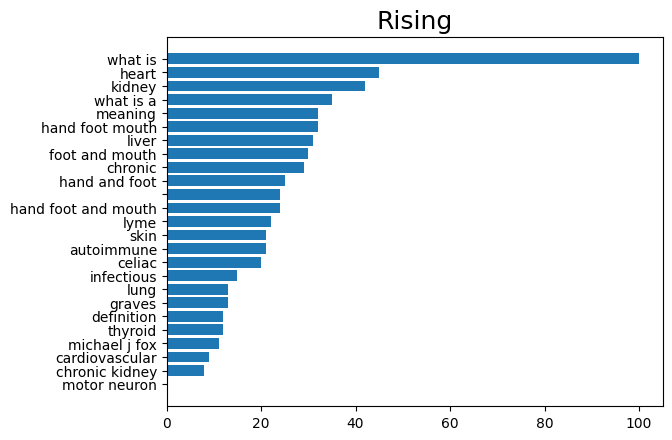 Rising
what is
heart
kidney
what is a
meaning
hand foot mouth
liver
foot and mouth
chronic
hand and foot
hand foot and mouth
lyme
skin
autoimmune
celiac
infectious
lung
graves
definition
thyroid
michael j fox
cardiovascular
chronic kidney
motor neuron
0 20 40 60 80 100